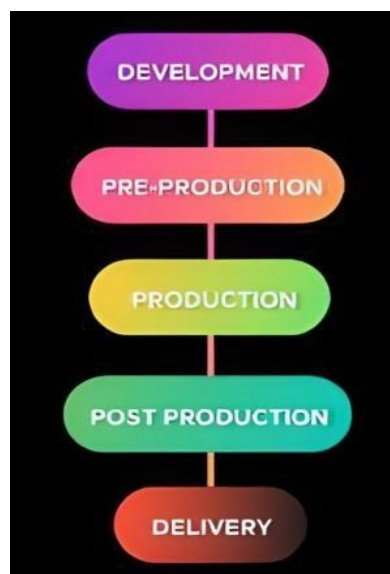 DEVELOPMENT
PRE-PRODUCTION
PRODUCTION
POST PRODUCTION
DELIVERY